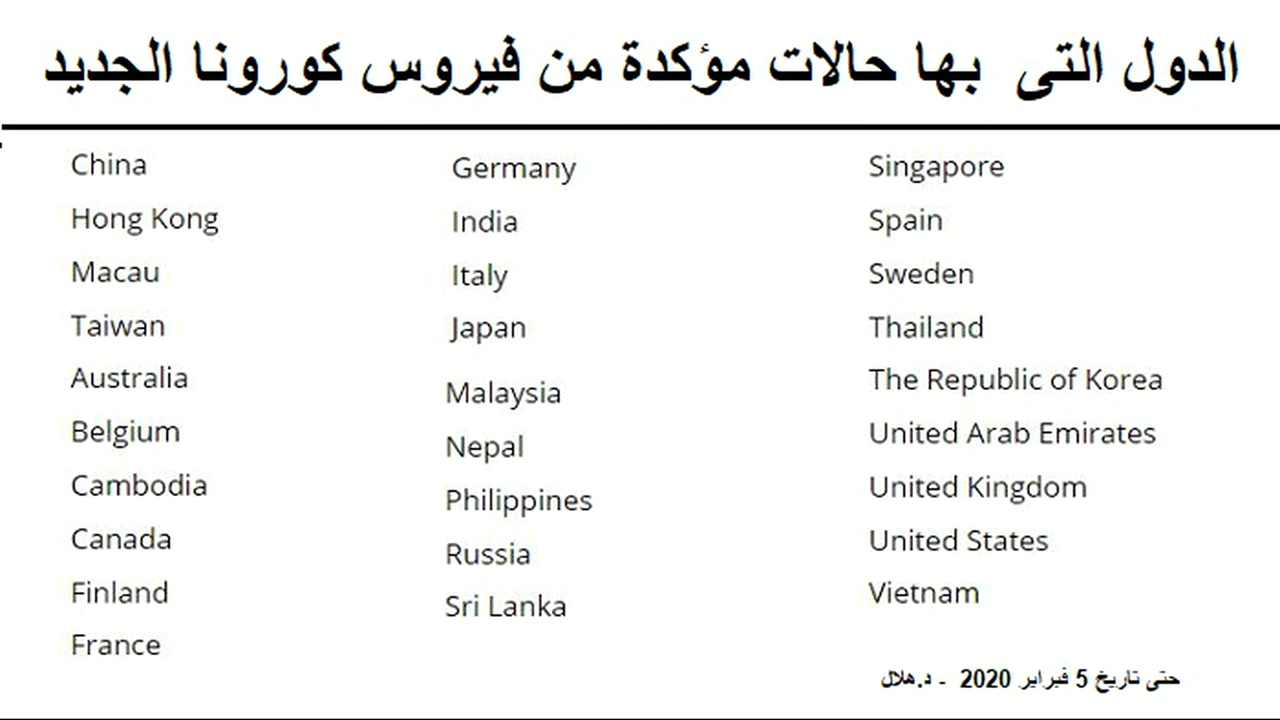 الدول التى بها حالات مؤكدة من فيروس كورونا الجديد
China
Hong Kong
Macau
Taiwan
Australia
Belgium
Cambodia
Canada
Finland
France
Germany
India
Italy
Japan
Malaysia
Nepal
Philippines
Russia
Sri Lanka
Singapore
Spain
Sweden
Thailand
The Republic of Korea
United Arab Emirates
United Kingdom
United States
Vietnam
حتى تاريخ 5 فبراير 2020 - د.هلال